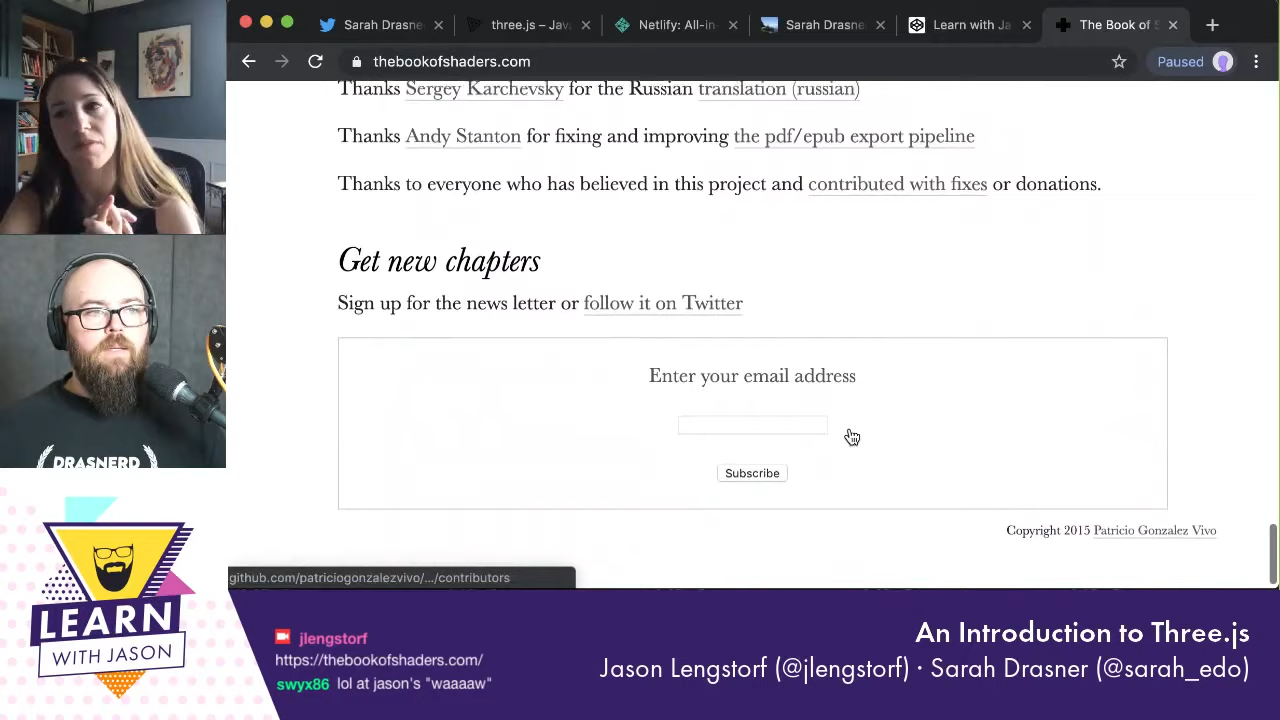 Sarah Drasne
three.js – Jav
Netlify: All-in-
Sarah Drasne
Learn with Ja
The Book of S
thebookofshaders.com
Paused
Thanks Sergey Karchevsky for the Russian translation (russian)
Thanks Andy Stanton for fixing and improving the pdf/epub export pipeline
Thanks to everyone who has believed in this project and contributed with fixes or donations.
Get new chapters
Sign up for the news letter or follow it on Twitter
Enter your email address
Subscribe
Copyright 2015 Patricio Gonzalez Vivo
github.com/patriciogonzalezvivo/.../contributors
DRASNERD
LEARN
WITH JASON
jlengstorf
https://thebookofshaders.com/
swyx86 lol at jason's "waaaaw"
An Introduction to Three.js
Jason Lengstorf (@jlengstorf) · Sarah Drasner (@sarah_edo)